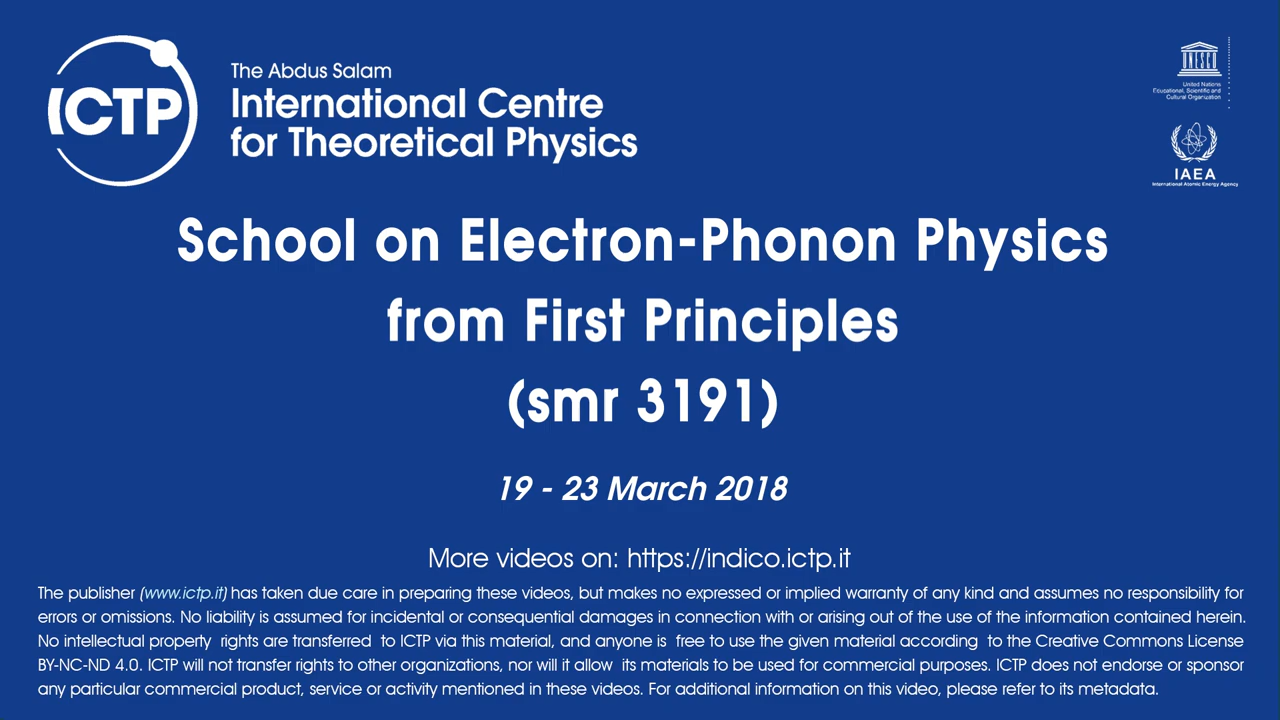 ICTP
The Abdus Salam
International Centre
for Theoretical Physics
UNESCO
United Nations
Educational, Scientific and
Cultural Organization
IAEA
International Atomic Energy Agency
School on Electron-Phonon Physics
from First Principles
(smr 3191)
19 - 23 March 2018
More videos on: https://indico.ictp.it
The publisher (www.ictp.it) has taken due care in preparing these videos, but makes no expressed or implied warranty of any kind and assumes no responsibility for
errors or omissions. No liability is assumed for incidental or consequential damages in connection with or arising out of the use of the information contained herein.
No intellectual property rights are transferred to ICTP via this material, and anyone is free to use the given material according to the Creative Commons License
BY-NC-ND 4.0. ICTP will not transfer rights to other organizations, nor will it allow its materials to be used for commercial purposes. ICTP does not endorse or sponsor
any particular commercial product, service or activity mentioned in these videos. For additional information on this video, please refer to its metadata.